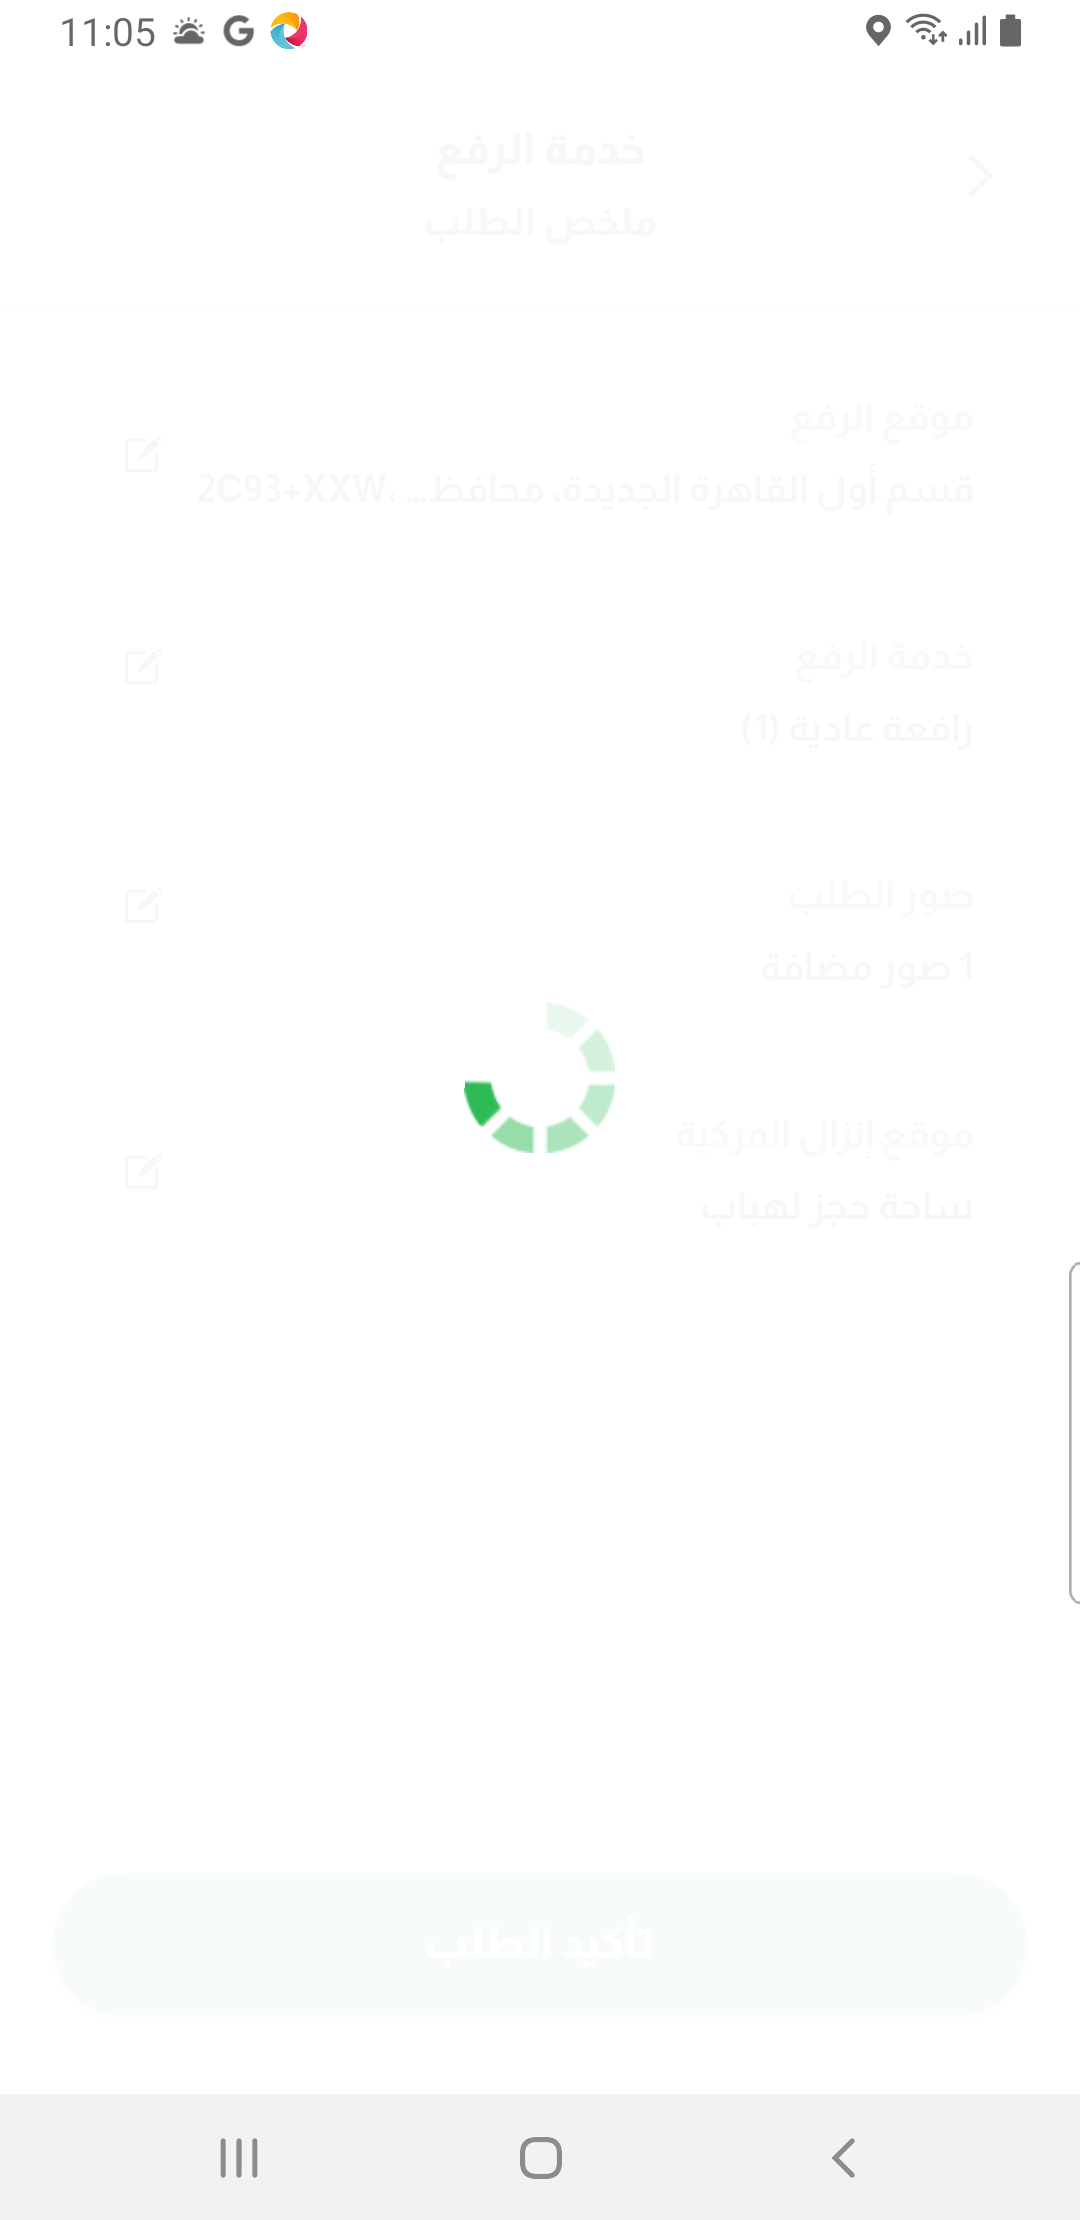 11:05
خدمة الرفع
ملخص الطلب
موقع الرفع
2C93+XXW، قسم أول القاهرة الجديدة، محافظ...
خدمة الرفع
رافعة عادية (1)
صور الطلب
1 صور مضافة
موقع إنزال المركبة
ساحة حجز لهباب
تأكيد الطلب